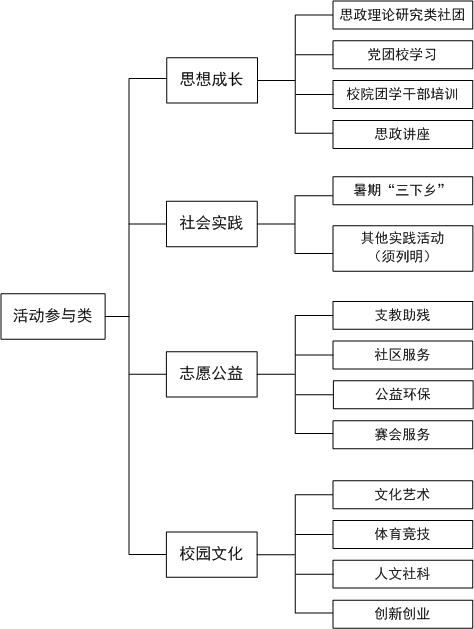 思政理论研究类社团
党团校学习
思想成长
校院团学干部培训
思政讲座
暑期“三下乡”
社会实践
其他实践活动
（须列明）
活动参与类
支教助残
社区服务
志愿公益
公益环保
赛会服务
文化艺术
体育竞技
校园文化
人文社科
创新创业